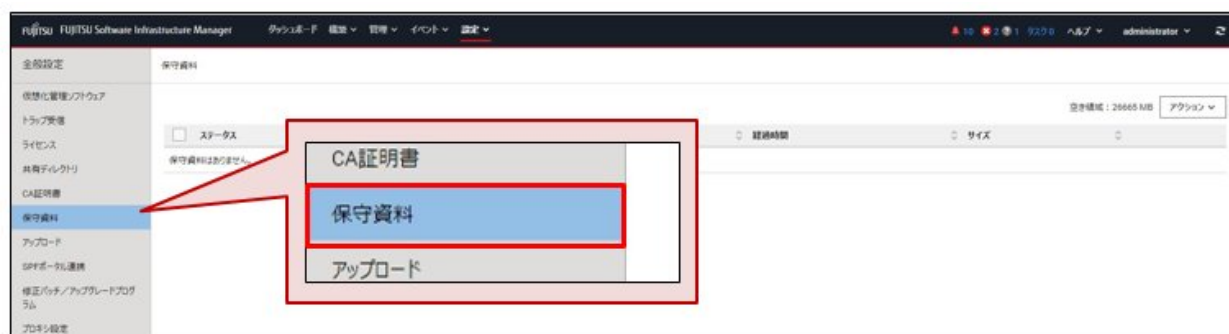 FUJITSU FUJITSU Software Infrastructure Manager ダッシュボード 構築 管理 イベント 設定 10 2 1 タスク 0 ヘルプ administrator
全般設定
保守資料
仮想化管理ソフトウェア
トラップ受信
ライセンス
共有ディレクトリ
CA証明書
保守資料
アップロード
SPFポータル連携
修正パッチ／アップグレードプログ
ラム
プロキシ設定
空き領域：26665 MB アクション
ステータス 経過時間 サイズ
保守資料はありません。
CA証明書
保守資料
アップロード